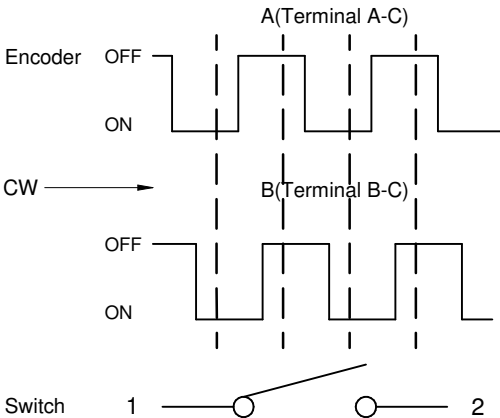 A(Terminal A-C)
Encoder OFF
ON
CW
B(Terminal B-C)
OFF
ON
Switch 1 2